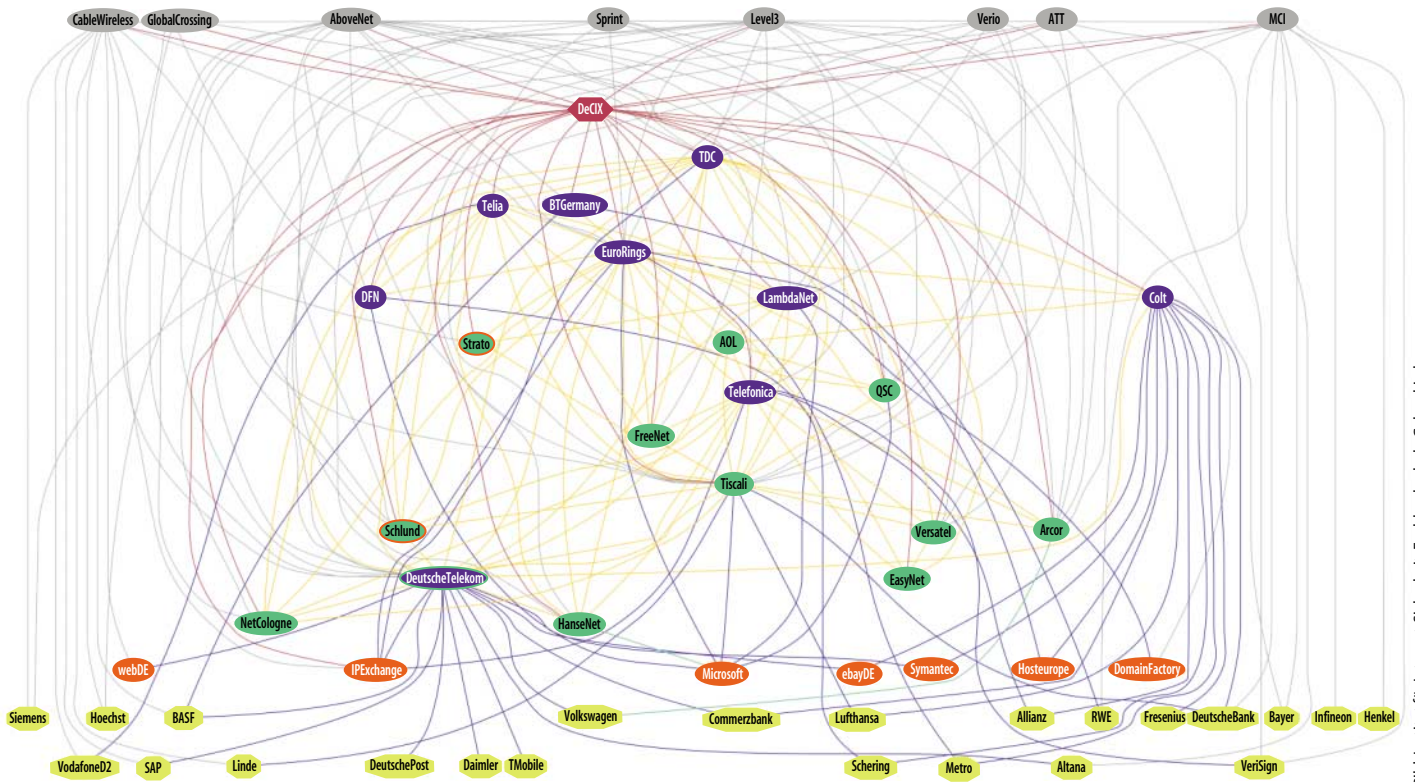 CableWireless
GlobalCrossing
AboveNet
Sprint
Level3
Verio
ATT
MCI
DeCIX
TDC
Telia
BTGermany
EuroRings
DFN
LambdaNet
Colt
Strato
AOL
Telefonica
QSC
FreeNet
Tiscali
Schlund
Versatel
Arcor
DeutscheTelekom
EasyNet
NetCologne
HanseNet
webDE
IPExchange
Microsoft
ebayDE
Symantec
Hosteurope
DomainFactory
Siemens
Hoechst
BASF
Volkswagen
Commerzbank
Lufthansa
Allianz
RWE
Fresenius
DeutscheBank
Bayer
Infineon
Henkel
VodafoneD2
SAP
Linde
DeutschePost
Daimler
TMobile
Schering
Metro
Altana
VeriSign